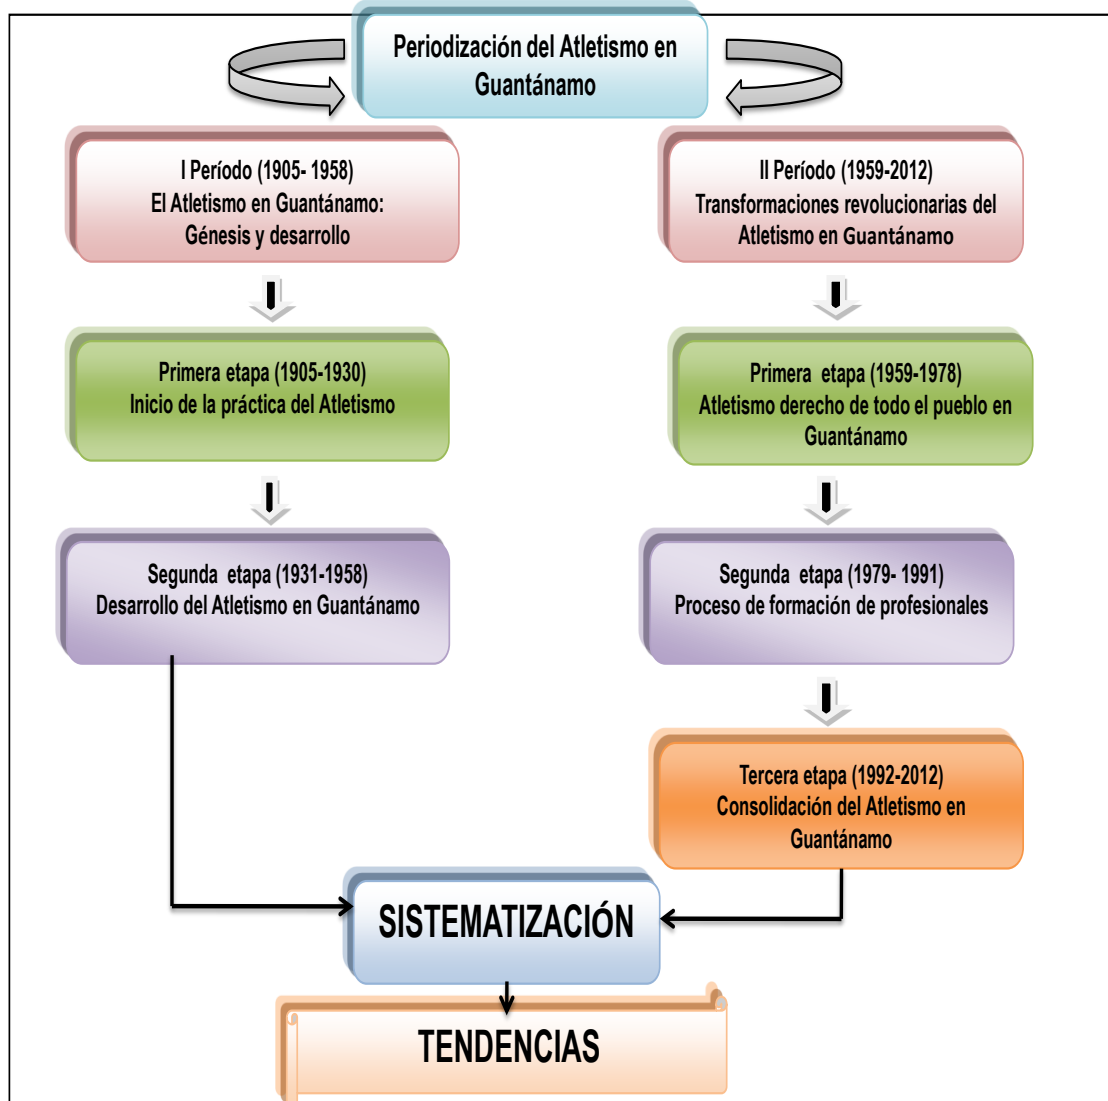 Periodización del Atletismo en
Guantánamo
I Período (1905- 1958)
El Atletismo en Guantánamo:
Génesis y desarrollo
II Período (1959-2012)
Transformaciones revolucionarias del
Atletismo en Guantánamo
Primera etapa (1905-1930)
Inicio de la práctica del Atletismo
Primera etapa (1959-1978)
Atletismo derecho de todo el pueblo en
Guantánamo
Segunda etapa (1931-1958)
Desarrollo del Atletismo en Guantánamo
Segunda etapa (1979- 1991)
Proceso de formación de profesionales
Tercera etapa (1992-2012)
Consolidación del Atletismo en
Guantánamo
SISTEMATIZACIÓN
TENDENCIAS